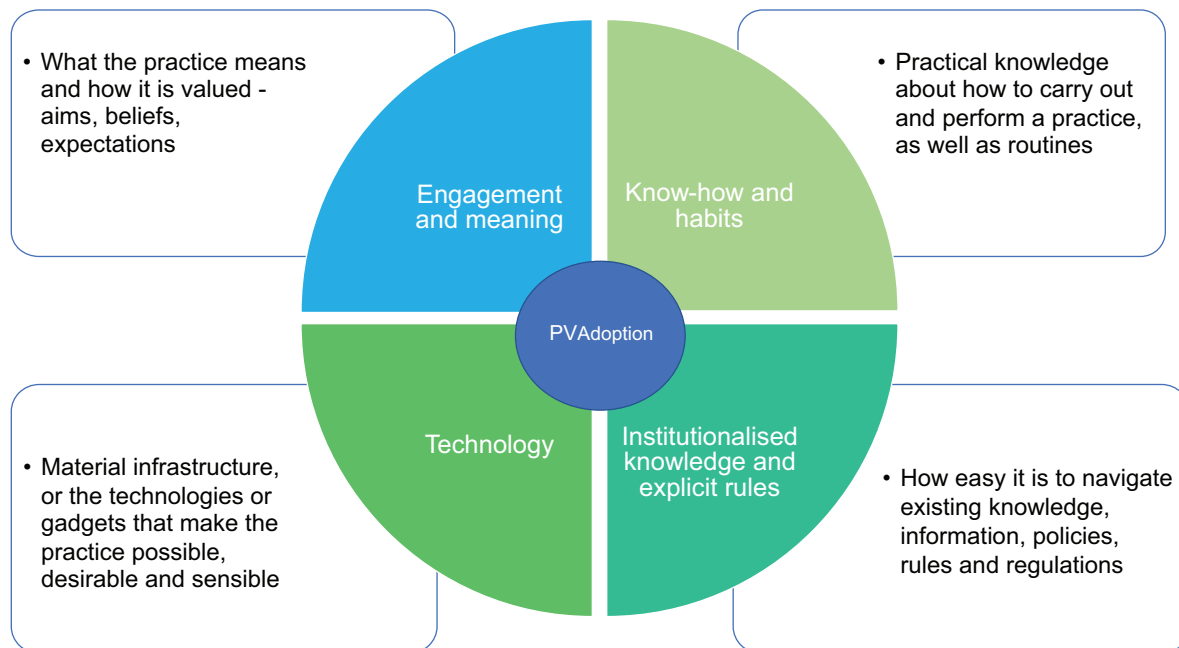 • What the practice means
and how it is valued -
aims, beliefs,
expectations
Engagement
and meaning
Know-how and
habits
• Practical knowledge
about how to carry out
and perform a practice,
as well as routines
PVAdoption
• Material infrastructure,
or the technologies or
gadgets that make the
practice possible,
desirable and sensible
Technology
Institutionalised
knowledge and
explicit rules
• How easy it is to navigate
existing knowledge,
information, policies,
rules and regulations